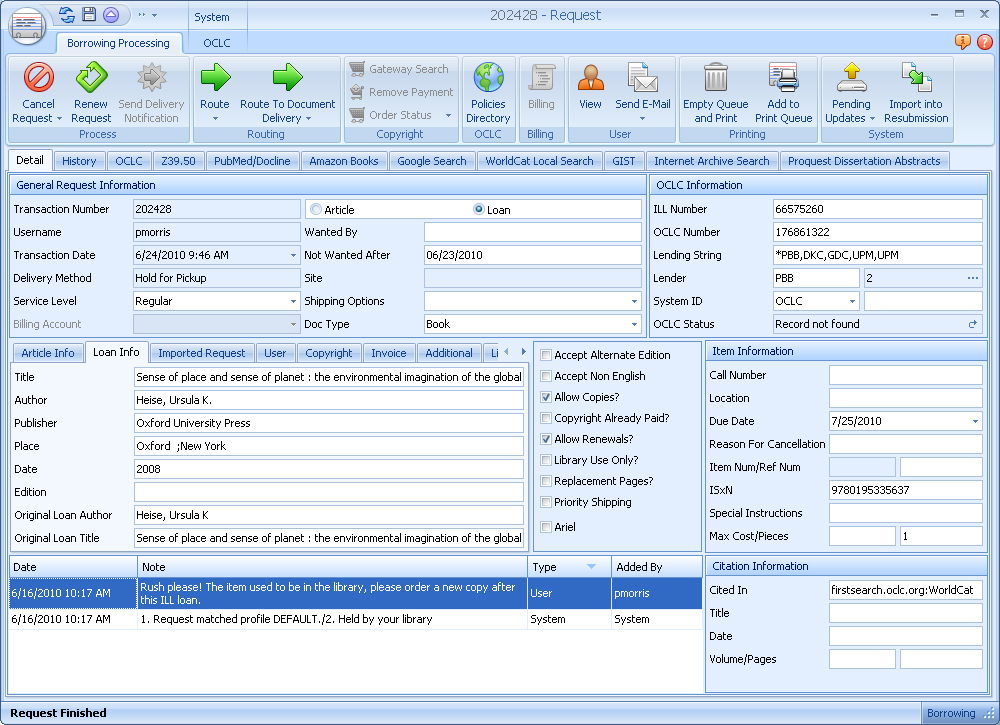 202428 - Request
System
Borrowing Processing
OCLC
Cancel Request
Renew Request
Send Delivery Notification
Process
Route
Route To Document Delivery
Routing
Gateway Search
Remove Payment
Order Status
Copyright
Policies Directory
OCLC
Billing
Billing
View
Send E-Mail
User
Empty Queue and Print
Add to Print Queue
Printing
Pending Updates
Import into Resubmission
System
Detail History OCLC Z39.50 PubMed/Docline Amazon Books Google Search WorldCat Local Search GIST Internet Archive Search Proquest Dissertation Abstracts
General Request Information
Transaction Number 202428 Article Loan
Username pmorris Wanted By
Transaction Date 6/24/2010 9:46 AM Not Wanted After 06/23/2010
Delivery Method Hold for Pickup Site
Service Level Regular Shipping Options
Billing Account Doc Type Book
OCLC Information
ILL Number 66575260
OCLC Number 176861322
Lending String *PBB,DKC,GDC,UPM,UPM
Lender PBB 2 ...
System ID OCLC
OCLC Status Record not found
Article Info Loan Info Imported Request User Copyright Invoice Additional Li
Title Sense of place and sense of planet : the environmental imagination of the global
Author Heise, Ursula K.
Publisher Oxford University Press
Place Oxford ;New York
Date 2008
Edition
Original Loan Author Heise, Ursula K
Original Loan Title Sense of place and sense of planet : the environmental imagination of the global
Accept Alternate Edition
Accept Non English
Allow Copies?
Copyright Already Paid?
Allow Renewals?
Library Use Only?
Replacement Pages?
Priority Shipping
Ariel
Item Information
Call Number
Location
Due Date 7/25/2010
Reason For Cancellation
Item Num/Ref Num
ISxN 9780195335637
Special Instructions
Max Cost/Pieces 1
Date Note Type Added By
6/16/2010 10:17 AM Rush please! The item used to be in the library, please order a new copy after User pmorris
this ILL loan.
6/16/2010 10:17 AM 1. Request matched profile DEFAULT./2. Held by your library System System
Citation Information
Cited In firstsearch.oclc.org:WorldCat
Title
Date
Volume/Pages
Request Finished
Borrowing